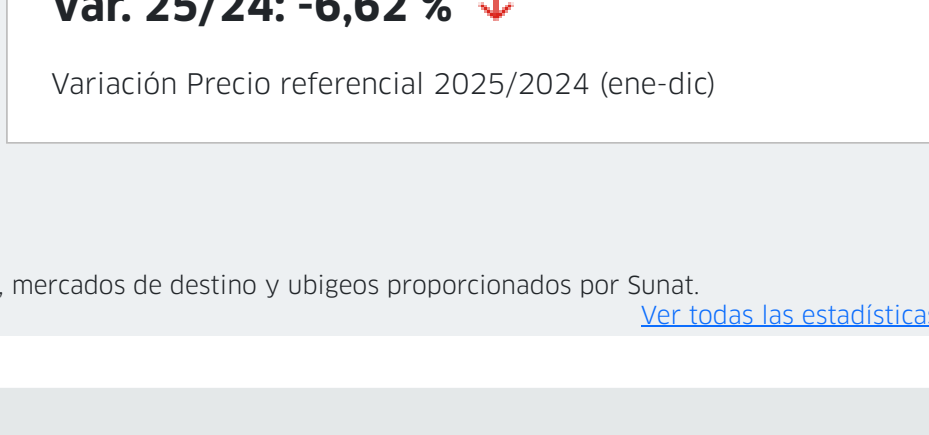 Var. 25/24: -6,62 %
Variación Precio referencial 2025/2024 (ene-dic)
, mercados de destino y ubigeos proporcionados por Sunat.
Ver todas las estadísticas